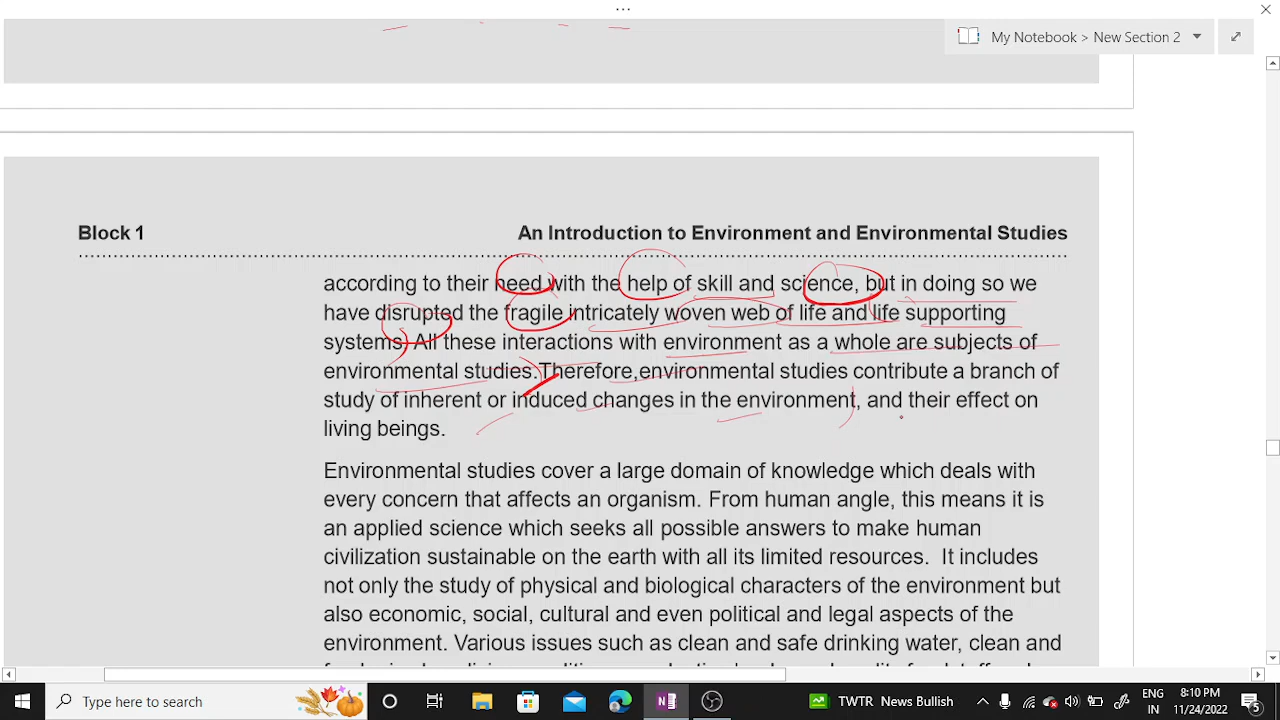 ...
My Notebook > New Section 2
Block 1 An Introduction to Environment and Environmental Studies
according to their need with the help of skill and science, but in doing so we
have disrupted the fragile intricately woven web of life and life supporting
systems. All these interactions with environment as a whole are subjects of
environmental studies.Therefore,environmental studies contribute a branch of
study of inherent or induced changes in the environment, and their effect on
living beings.
Environmental studies cover a large domain of knowledge which deals with
every concern that affects an organism. From human angle, this means it is
an applied science which seeks all possible answers to make human
civilization sustainable on the earth with all its limited resources. It includes
not only the study of physical and biological characters of the environment but
also economic, social, cultural and even political and legal aspects of the
environment. Various issues such as clean and safe drinking water, clean and
Type here to search
TWTR News Bullish
ENG
IN
8:10 PM
11/24/2022
5